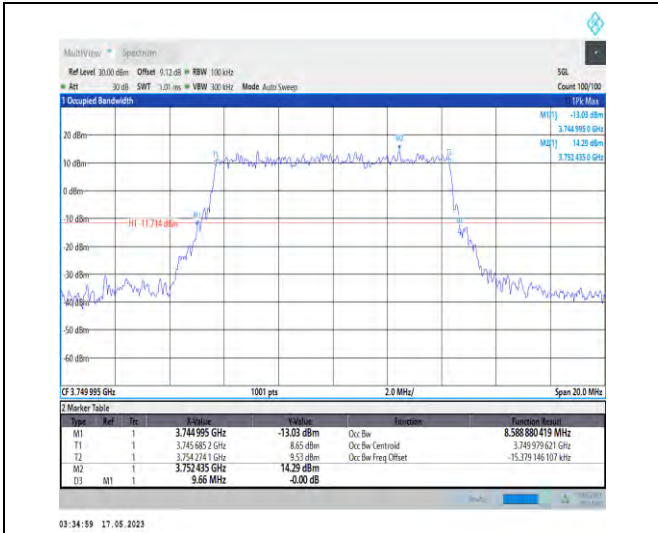 MultiView Spectrum
Ref Level 30.00 dBm Offset 9.12 dB RBW 100 kHz SGL
Att 30 dB SWT 1.01 ms VBW 300 kHz Mode Auto Sweep Count 100/100
1 Occupied Bandwidth 1Pk Max
M1[1] -13.03 dBm
3.744 995 0 GHz
M2[1] 14.29 dBm
3.752 435 0 GHz
20 dBm
M2
T1
10 dBm
0 dBm
-10 dBm
M1
H1 -11.714 dBm
-20 dBm
-30 dBm
-40 dBm
-50 dBm
-60 dBm
CF 3.749 995 GHz 1001 pts 2.0 MHz/ Span 20.0 MHz
2 Marker Table
Type Ref Trc X-Value Y-Value Function Function Result
M1 1 3.744 995 GHz -13.03 dBm Occ Bw 8.588 880 419 MHz
T1 1 3.745 685 2 GHz 8.65 dBm Occ Bw Centroid 3.749 979 621 GHz
T2 1 3.754 274 1 GHz 9.53 dBm Occ Bw Freq Offset -15.379 146 107 kHz
M2 1 3.752 435 GHz 14.29 dBm
D3 M1 1 9.66 MHz -0.00 dB
03:34:59 17.05.2023